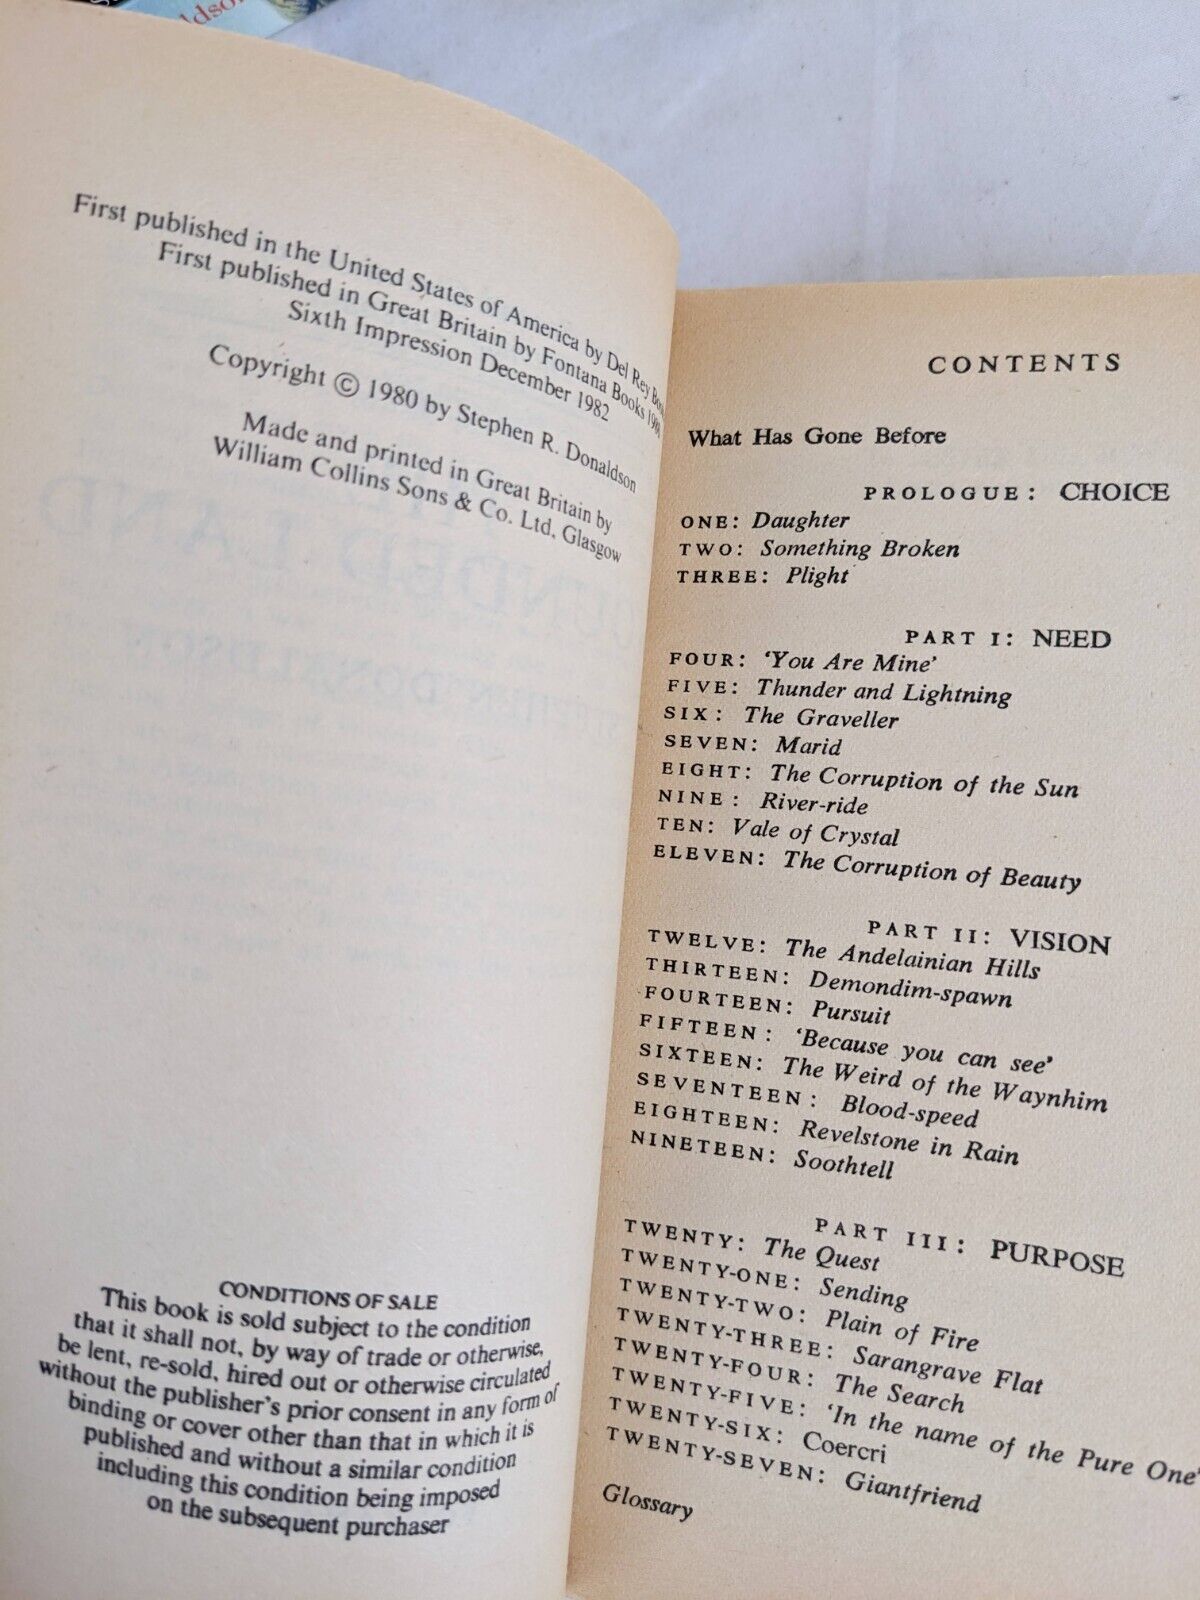 ldson
First published in the United States of America by Del Rey
First published in Great Britain by Fontana Books
Sixth Impression December 1982
Copyright © 1980 by Stephen R. Donaldson
Made and printed in Great Britain by
William Collins Sons & Co. Ltd, Glasgow
CONDITIONS OF SALE
This book is sold subject to the condition
that it shall not, by way of trade or otherwise,
be lent, re-sold, hired out or otherwise circulated
without the publisher's prior consent in any form of
binding or cover other than that in which it is
published and without a similar condition
including this condition being imposed
on the subsequent purchaser
CONTENTS
What Has Gone Before
PROLOGUE: CHOICE
ONE: Daughter
TWO: Something Broken
THREE: Plight
PART I: NEED
FOUR: ‘You Are Mine’
FIVE: Thunder and Lightning
SIX: The Graveller
SEVEN: Marid
EIGHT: The Corruption of the Sun
NINE: River-ride
TEN: Vale of Crystal
ELEVEN: The Corruption of Beauty
PART II: VISION
TWELVE: The Andelainian Hills
THIRTEEN: Demondim-spawn
FOURTEEN: Pursuit
FIFTEEN: ‘Because you can see’
SIXTEEN: The Weird of the Waynhim
SEVENTEEN: Blood-speed
EIGHTEEN: Revelstone in Rain
NINETEEN: Soothtell
PART III: PURPOSE
TWENTY: The Quest
TWENTY-ONE: Sending
TWENTY-TWO: Plain of Fire
TWENTY-THREE: Sarangrave Flat
TWENTY-FOUR: The Search
TWENTY-FIVE: ‘In the name of the Pure One’
TWENTY-SIX: Coercri
TWENTY-SEVEN: Giantfriend
Glossary